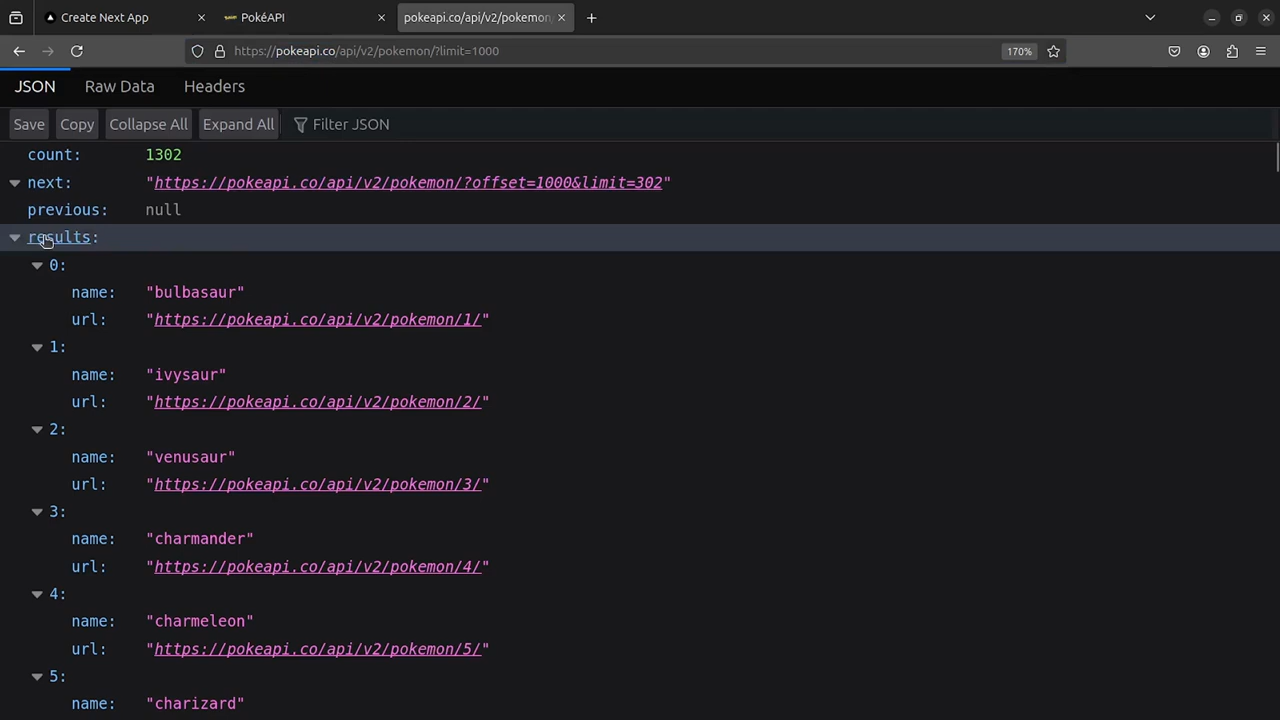 Create Next App
PokéAPI
pokeapi.co/api/v2/pokemon/
https://pokeapi.co/api/v2/pokemon/?limit=1000
170%
JSON
Raw Data
Headers
Save
Copy
Collapse All
Expand All
Filter JSON
count: 1302
next: "https://pokeapi.co/api/v2/pokemon/?offset=1000&limit=302"
previous: null
results:
0:
name: "bulbasaur"
url: "https://pokeapi.co/api/v2/pokemon/1/"
1:
name: "ivysaur"
url: "https://pokeapi.co/api/v2/pokemon/2/"
2:
name: "venusaur"
url: "https://pokeapi.co/api/v2/pokemon/3/"
3:
name: "charmander"
url: "https://pokeapi.co/api/v2/pokemon/4/"
4:
name: "charmeleon"
url: "https://pokeapi.co/api/v2/pokemon/5/"
5:
name: "charizard"